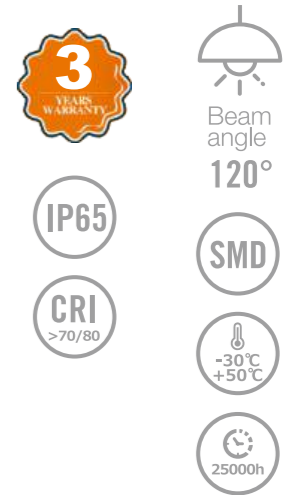 3
YEARS
WARRANTY
Beam
angle
120°
IP65
SMD
CRI
>70/80
-30℃
+50℃
25000h